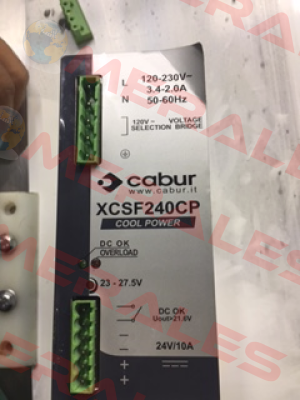 L 120-230V~
3.4-2.0A
N 50-60Hz
120V~ VOLTAGE
SELECTION BRIDGE
cabur
www.cabur.it
XCSF240CP
COOL POWER
DC OK
OVERLOAD
23 - 27.5V
DC OK
Uout>21.6V
24V/10A
EMERALES